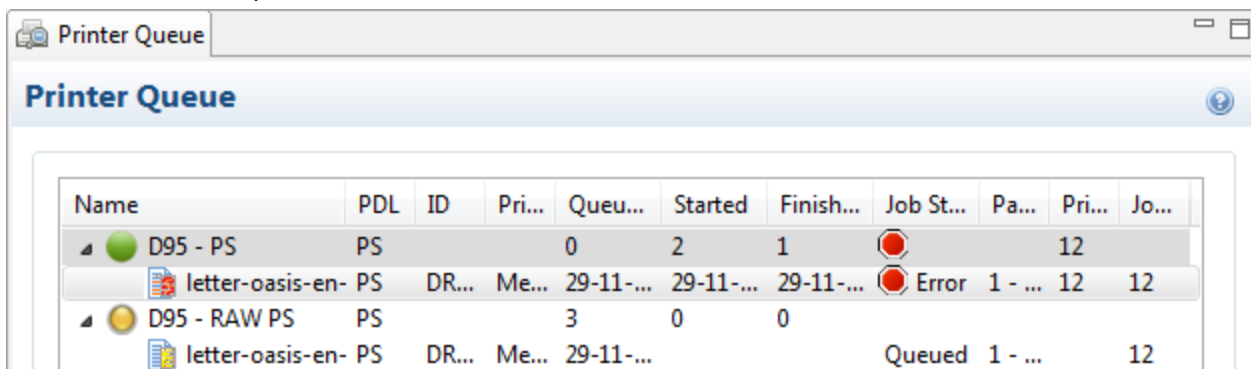 Printer Queue
Printer Queue
Name PDL ID Pri... Queu... Started Finish... Job St... Pa... Pri... Jo...
D95 - PS PS 0 2 1 12
letter-oasis-en- PS DR... Me... 29-11-... 29-11-... 29-11-... Error 1 - ... 12 12
D95 - RAW PS PS 3 0 0
letter-oasis-en- PS DR... Me... 29-11-... Queued 1 - ... 12